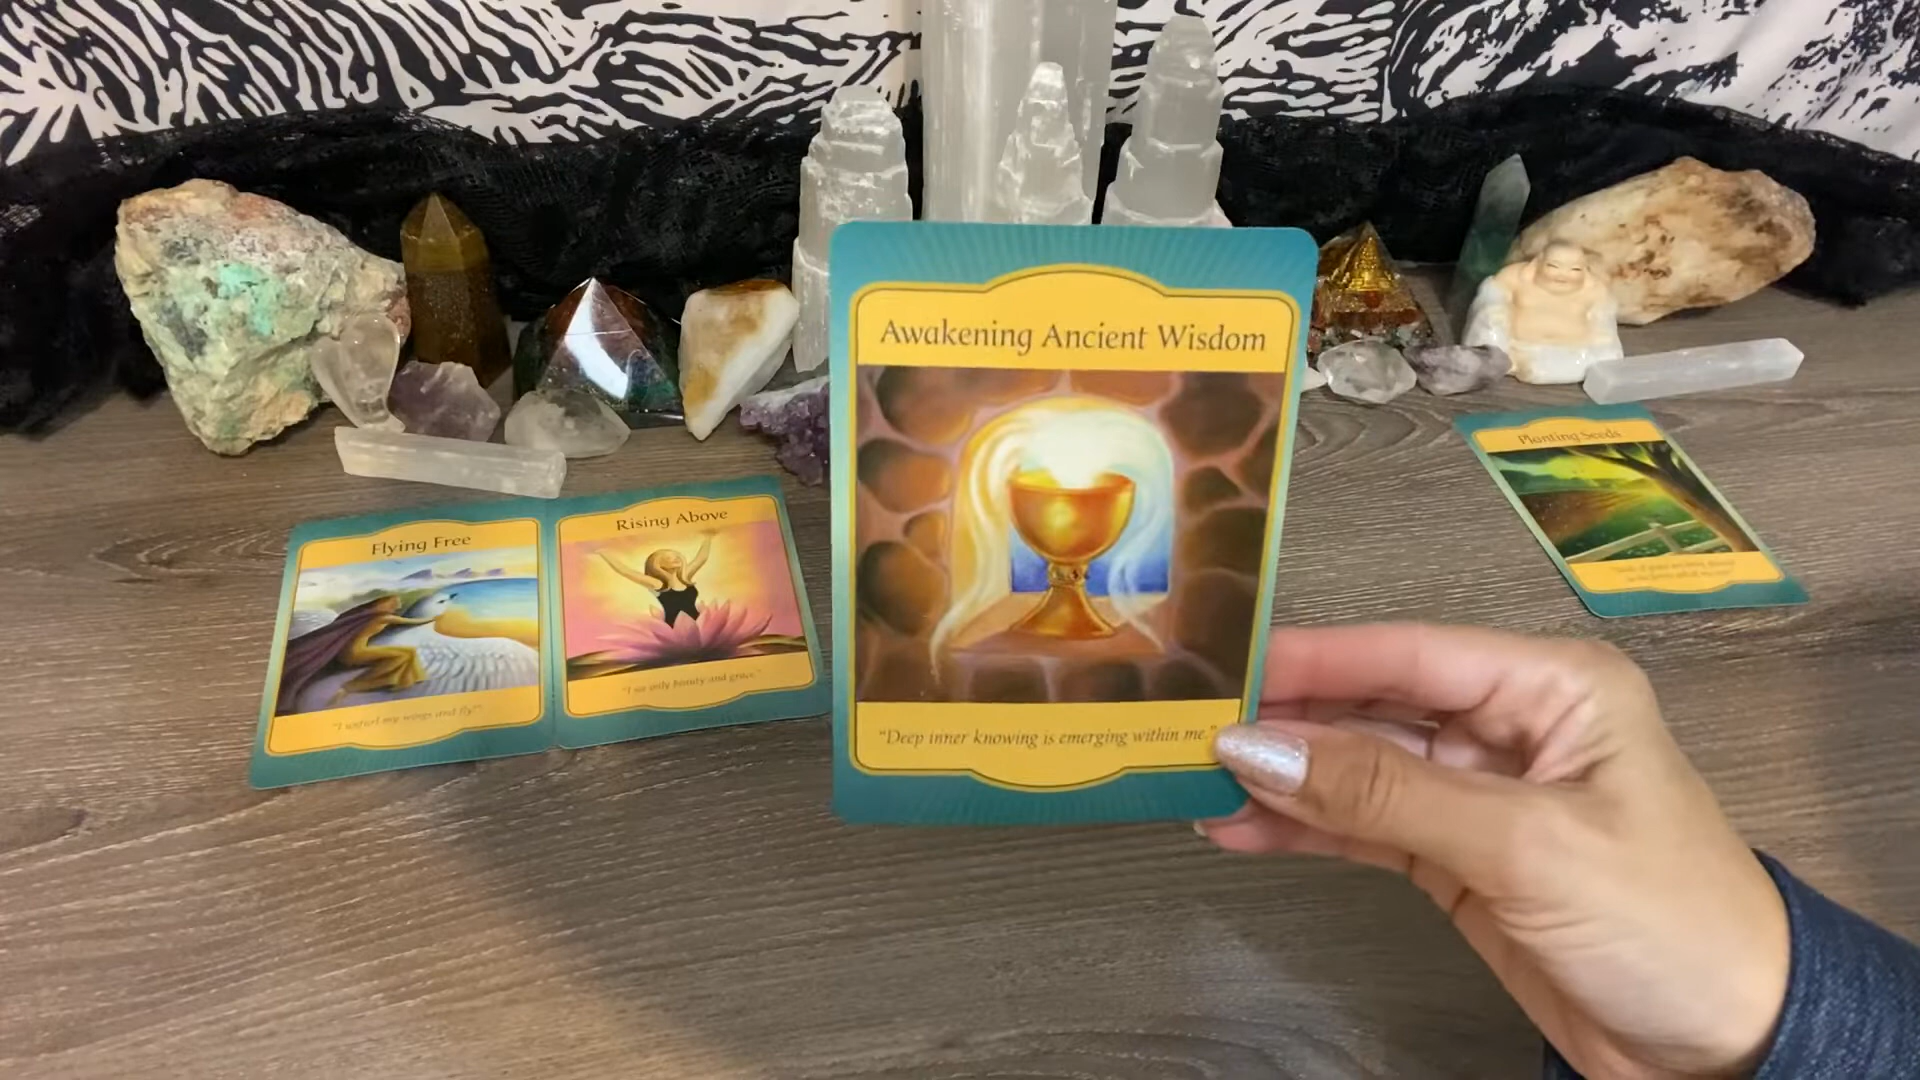 Awakening Ancient Wisdom
"Deep inner knowing is emerging within me."
Flying Free
"I unfurl my wings and fly!"
Rising Above
"I see only beauty and grace."
Planting Seeds